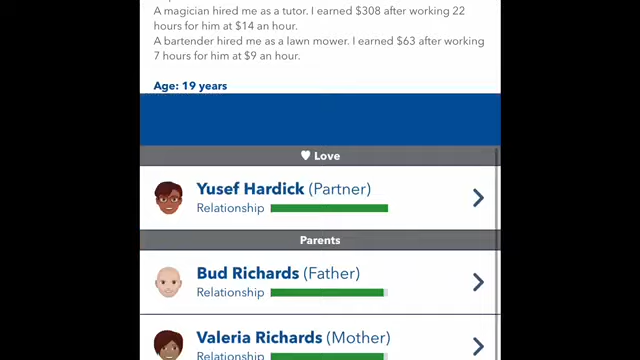 A magician hired me as a tutor. I earned $308 after working 22
hours for him at $14 an hour.
A bartender hired me as a lawn mower. I earned $63 after working
7 hours for him at $9 an hour.
Age: 19 years
Love
Yusef Hardick (Partner)
Relationship
Parents
Bud Richards (Father)
Relationship
Valeria Richards (Mother)
Relationship